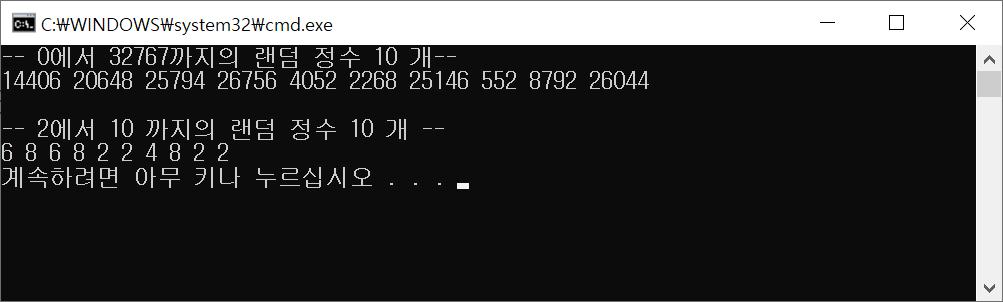 C:₩WINDOWS₩system32₩cmd.exe
-- 0에서 32767까지의 랜덤 정수 10 개--
14406 20648 25794 26756 4052 2268 25146 552 8792 26044
-- 2에서 10 까지의 랜덤 정수 10 개 --
6 8 6 8 2 2 4 8 2 2
계속하려면 아무 키나 누르십시오 . . .